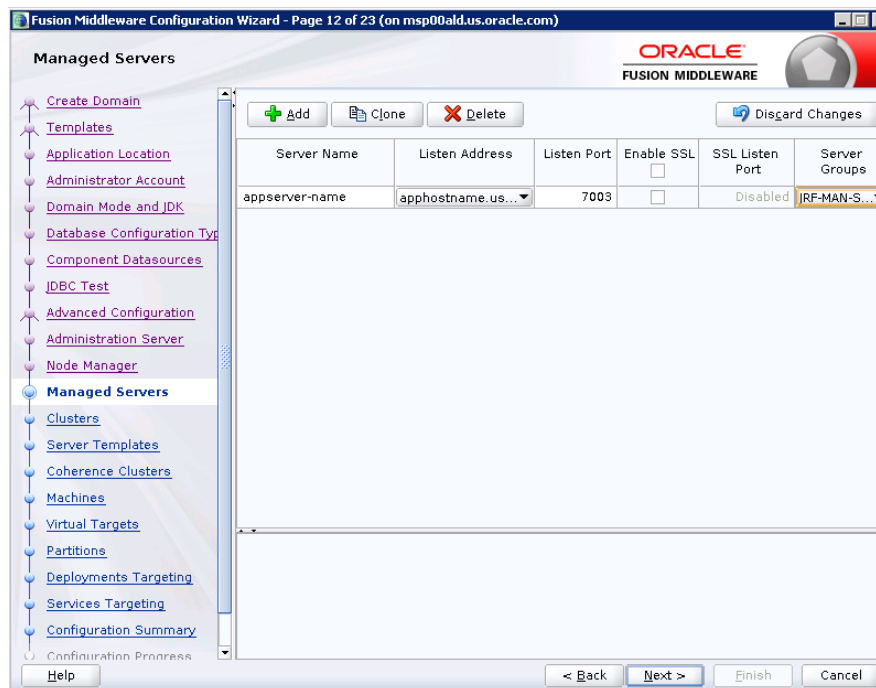 Fusion Middleware Configuration Wizard - Page 12 of 23 (on msp00ald.us.oracle.com)
Managed Servers
ORACLE
FUSION MIDDLEWARE
Create Domain
Templates
Application Location
Administrator Account
Domain Mode and JDK
Database Configuration Typ
Component Datasources
JDBC Test
Advanced Configuration
Administration Server
Node Manager
Managed Servers
Clusters
Server Templates
Coherence Clusters
Machines
Virtual Targets
Partitions
Deployments Targeting
Services Targeting
Configuration Summary
Configuration Progress
Add Clone Delete Discard Changes
Server Name Listen Address Listen Port Enable SSL SSL Listen Port Server Groups
appserver-name apphostname.us... 7003 Disabled JRF-MAN-S...
Help < Back Next > Finish Cancel